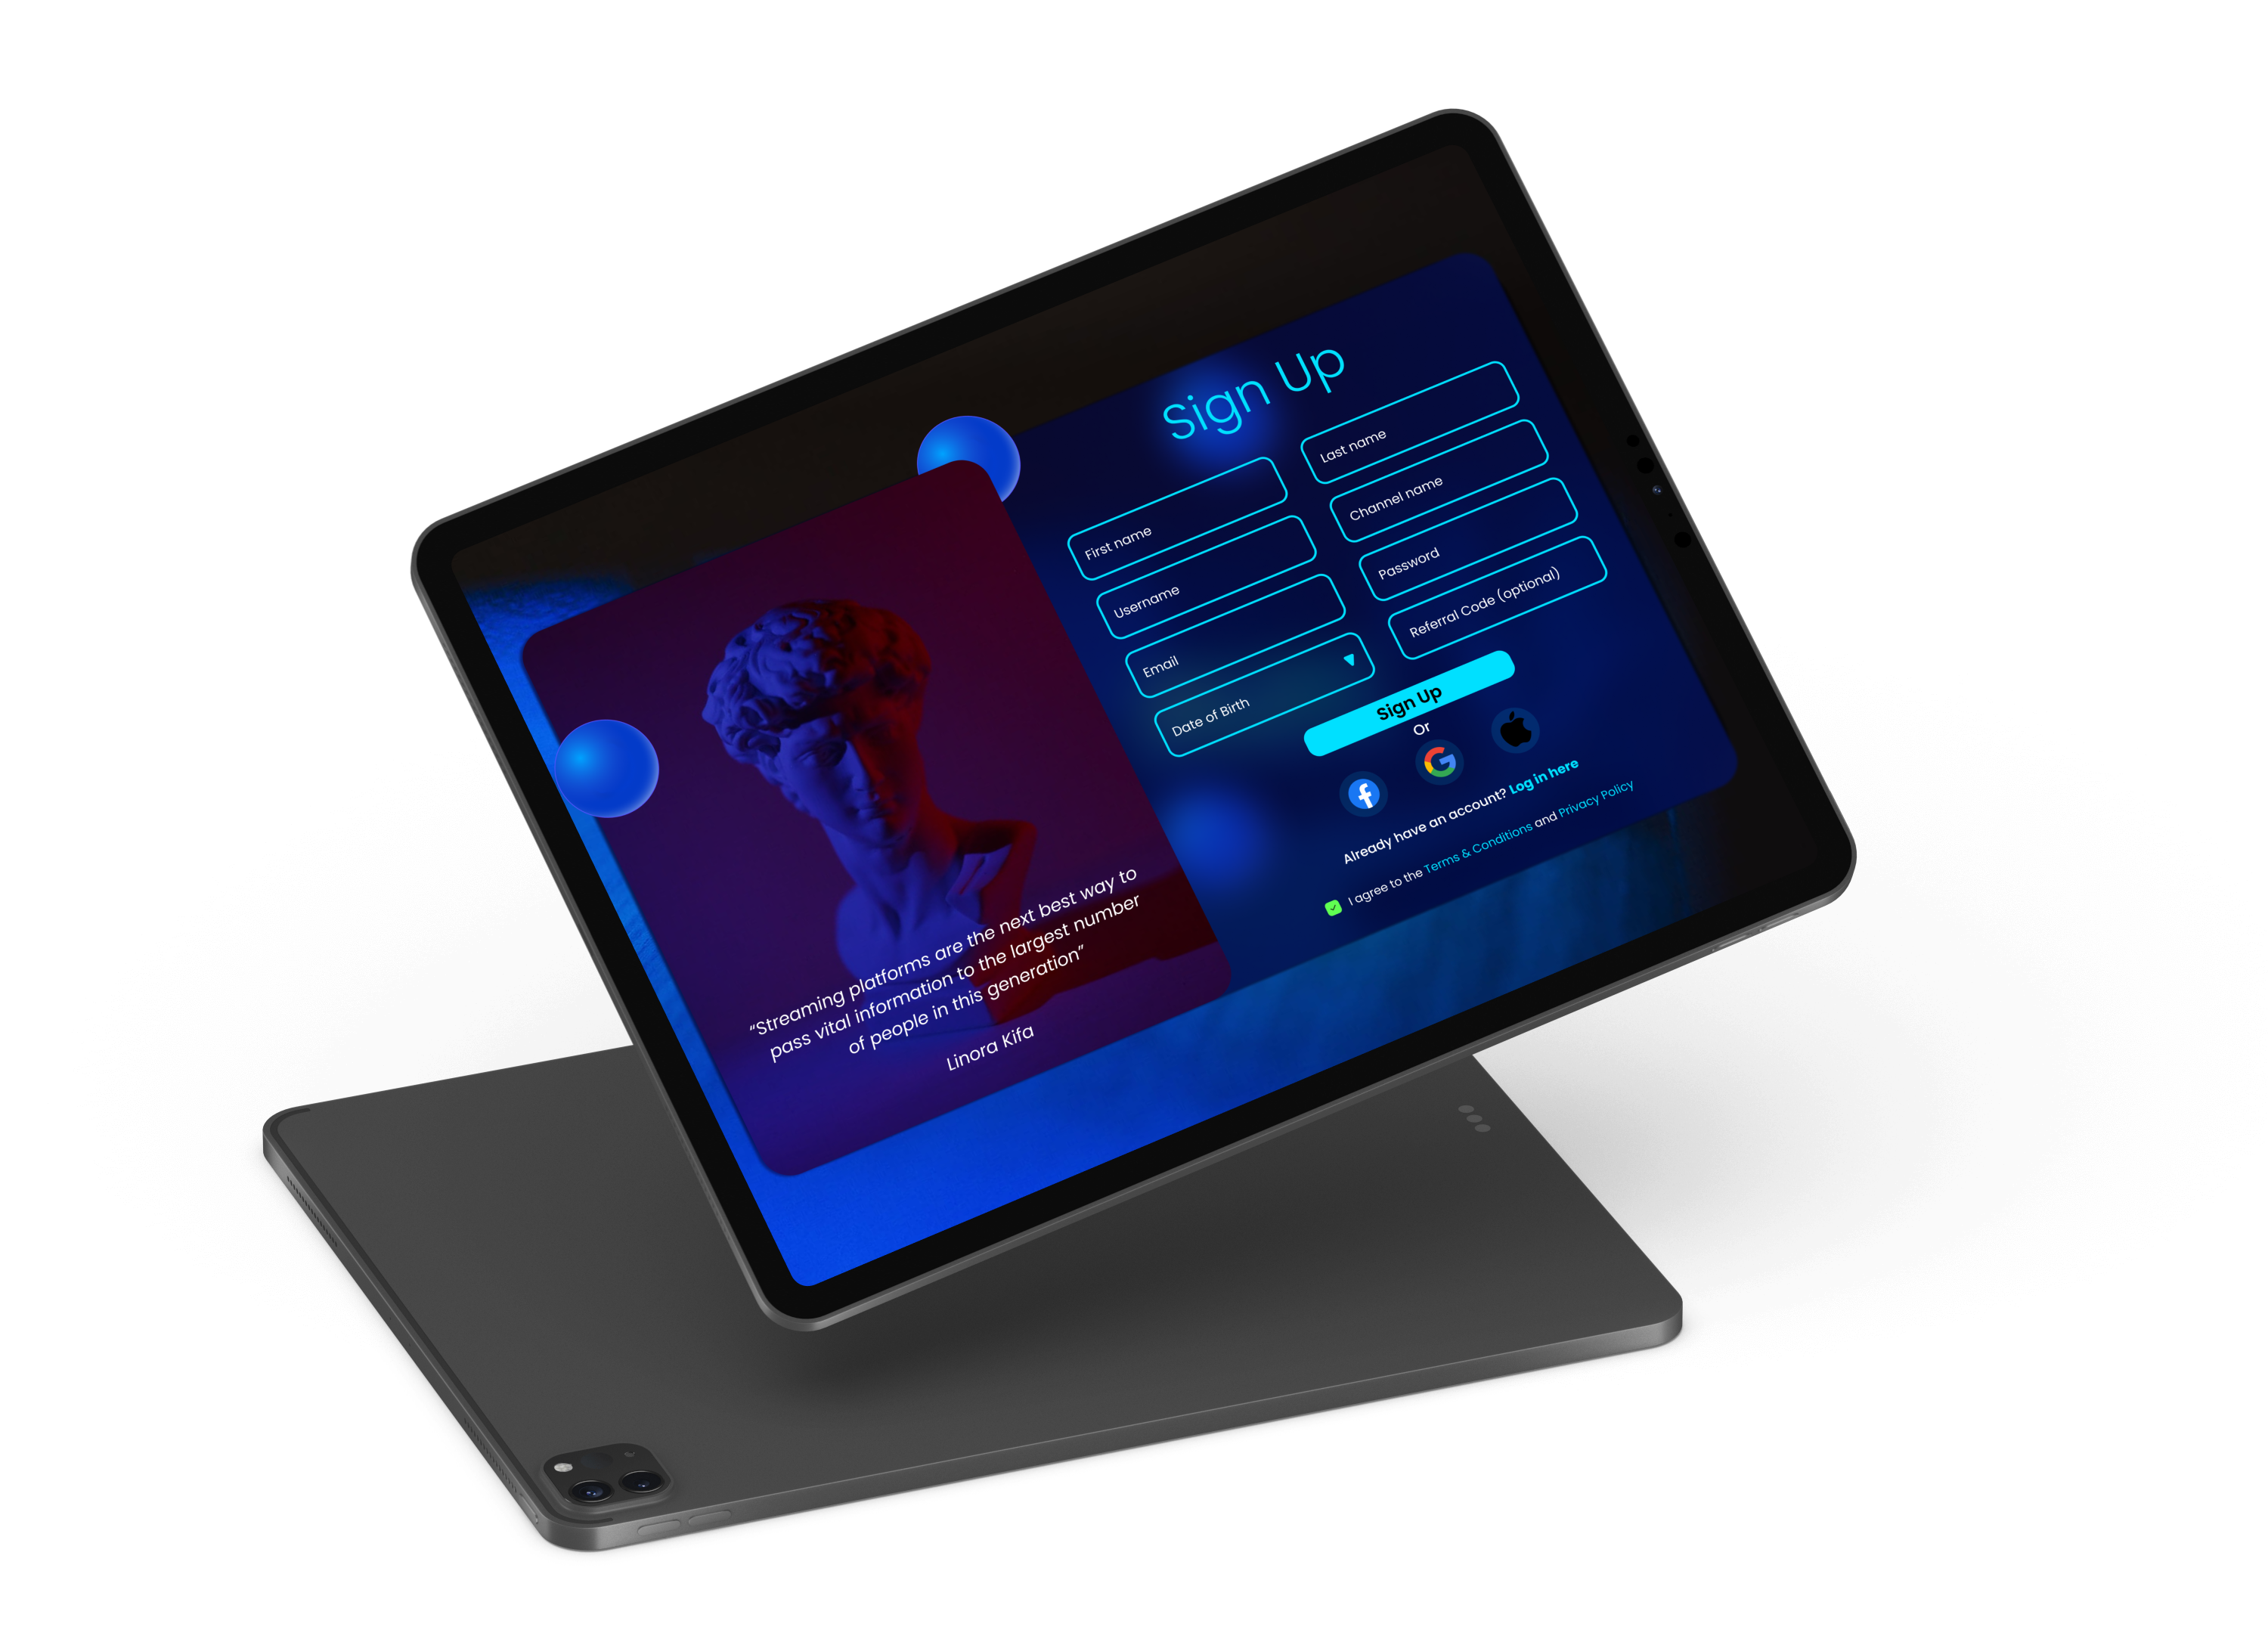 Sign Up
First name
Last name
Username
Channel name
Email
Password
Date of Birth
Referral Code (optional)
Sign Up
Or
Already have an account? Log in here
I agree to the Terms & Conditions and Privacy Policy
“Streaming platforms are the next best way to
pass vital information to the largest number
of people in this generation”
Linora Kifa